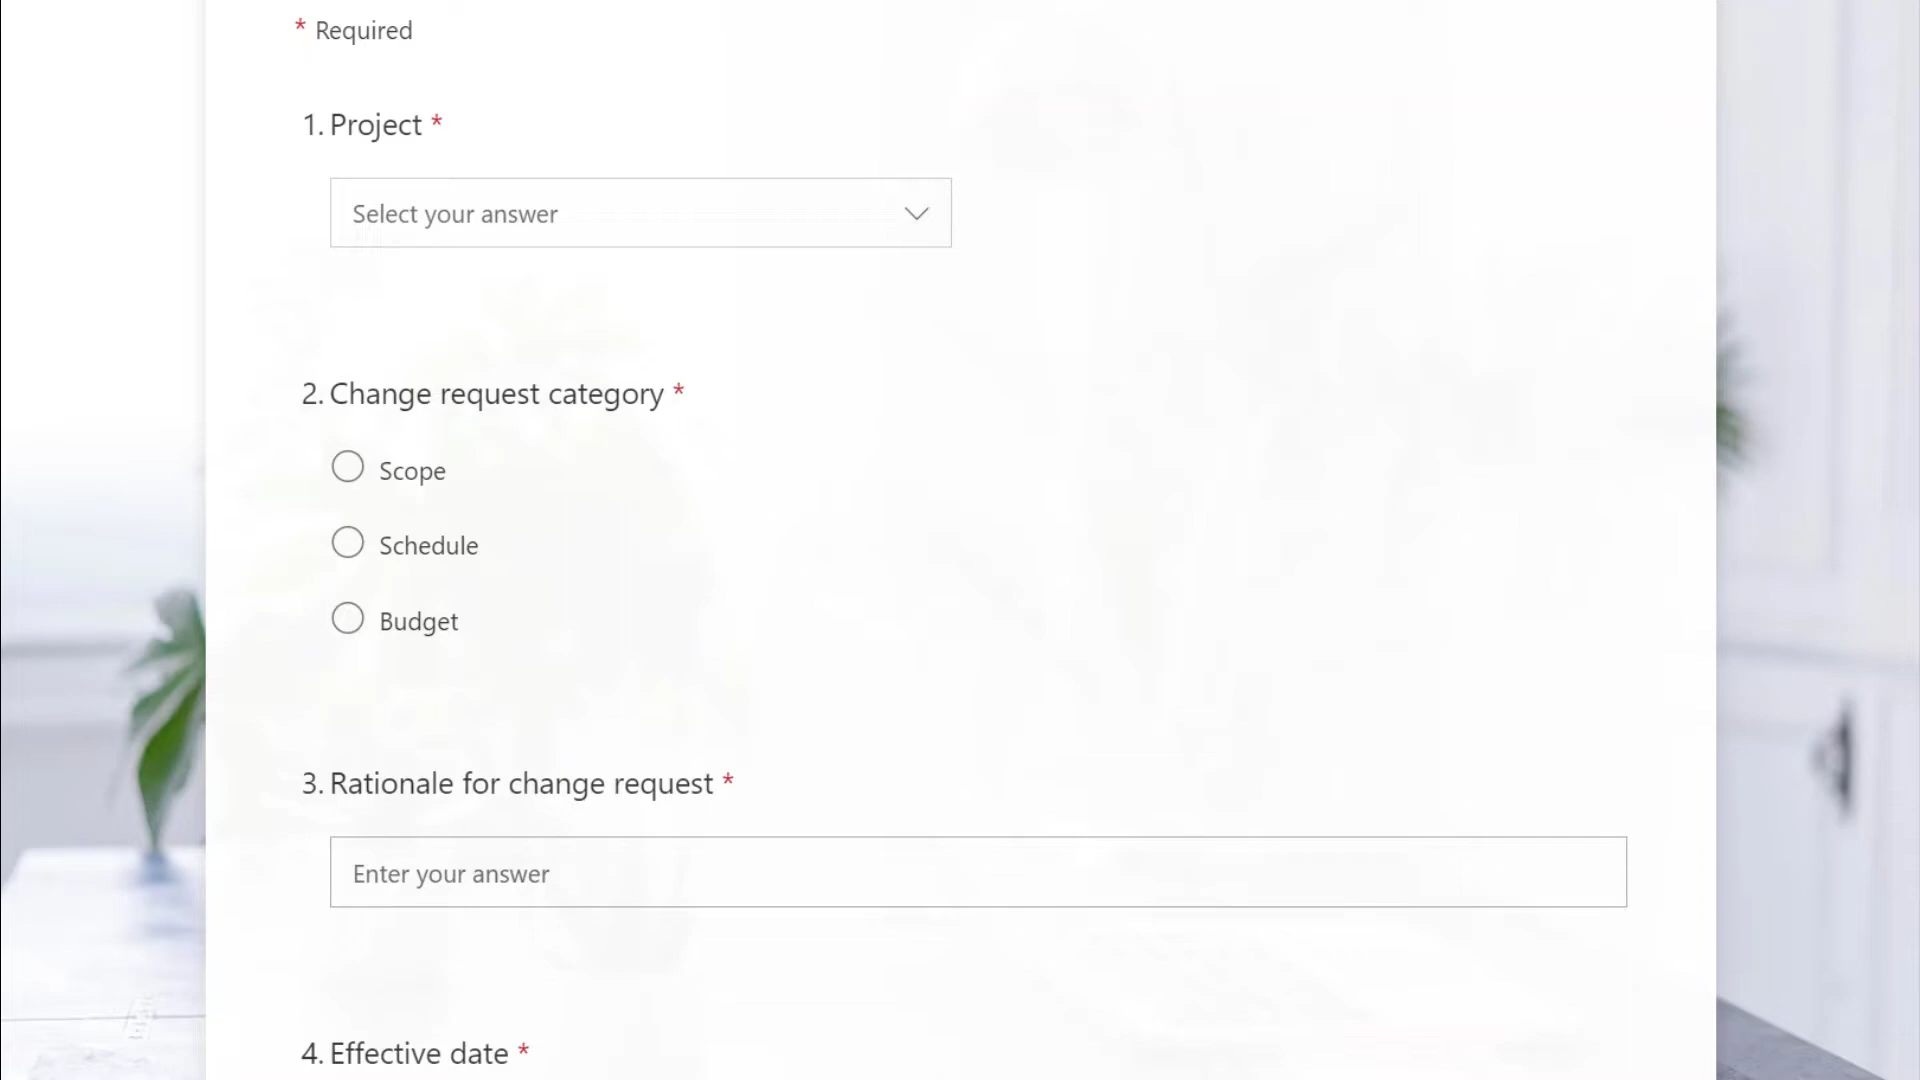 * Required
1. Project *
Select your answer
2. Change request category *
Scope
Schedule
Budget
3. Rationale for change request *
Enter your answer
4. Effective date *